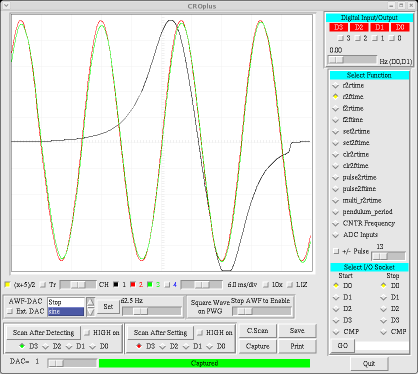 CROplus
Digital Input/Output
D3 D2 D1 D0
3 2 1 0
0.00
Hz (D0,D1)
Select Function
r2rtime
r2ftime
f2rtime
f2ftime
set2rtime
set2ftime
clr2rtime
clr2ftime
pulse2rtime
pulse2ftime
multi_r2rtime
pendulum_period
CNTR Frequency
ADC Inputs
+/- Pulse 13
Select I/O Socket
Start Stop
D0 D0
D1 D1
D2 D2
D3 D3
CMP CMP
GO
Quit
(x+5)/2 Tr CH 1 2 3 4 6.0 ms/div 10x LIZ
AWF-DAC Stop
Ext. DAC sine
Set
62.5 Hz
Square Wave
on PWG
Stop AWF to Enable
Scan After Detecting HIGH on
D3 D2 D1 D0
Scan After Setting HIGH on
D3 D2 D1 D0
C.Scan Save.
Capture Print
DAC= 1
Captured